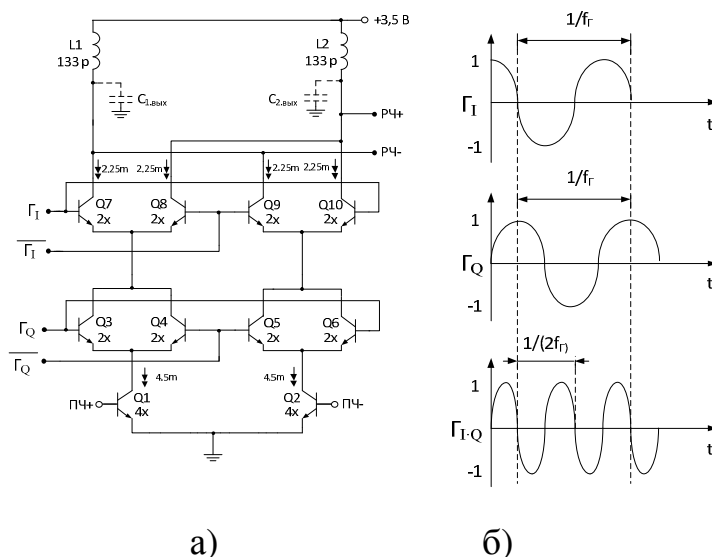 +3,5 В
L1
133 p
L2
133 p
C1.вых
C2.вых
РЧ+
РЧ-
2,25m
2,25m
2,25m
2,25m
Q7
2x
Q8
2x
Q9
2x
Q10
2x
ГI
ГI
Q3
2x
Q4
2x
Q5
2x
Q6
2x
ГQ
ГQ
4.5m
4.5m
ПЧ+
Q1
4x
Q2
4x
ПЧ-
а)
1/fГ
1
ГI
-1
t
1/fГ
1
ГQ
-1
t
1/(2fГ)
1
ГI·Q
-1
t
б)